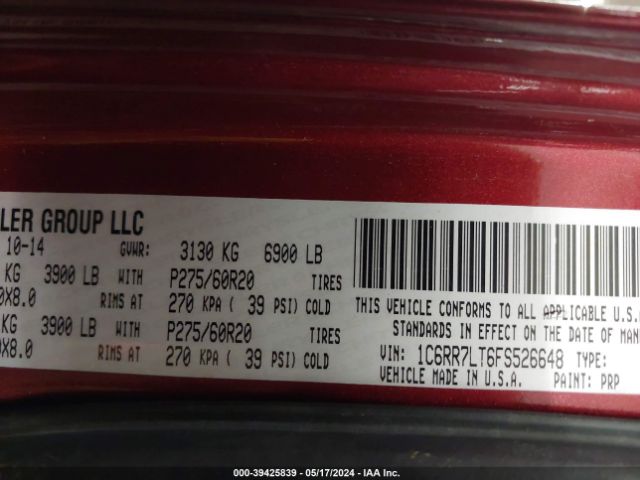 LER GROUP LLC
10-14 GVWR: 3130 KG 6900 LB
KG 3900 LB WITH P275/60R20 TIRES
0X8.0 RIMS AT 270 KPA ( 39 PSI) COLD
KG 3900 LB WITH P275/60R20 TIRES
0X8.0 RIMS AT 270 KPA ( 39 PSI) COLD
THIS VEHICLE CONFORMS TO ALL APPLICABLE U.S.
STANDARDS IN EFFECT ON THE DATE OF MAN
VIN: 1C6RR7LT6FS526648 TYPE:
VEHICLE MADE IN U.S.A. PAINT: PRP
000-39425839 - 05/17/2024 - IAA Inc.